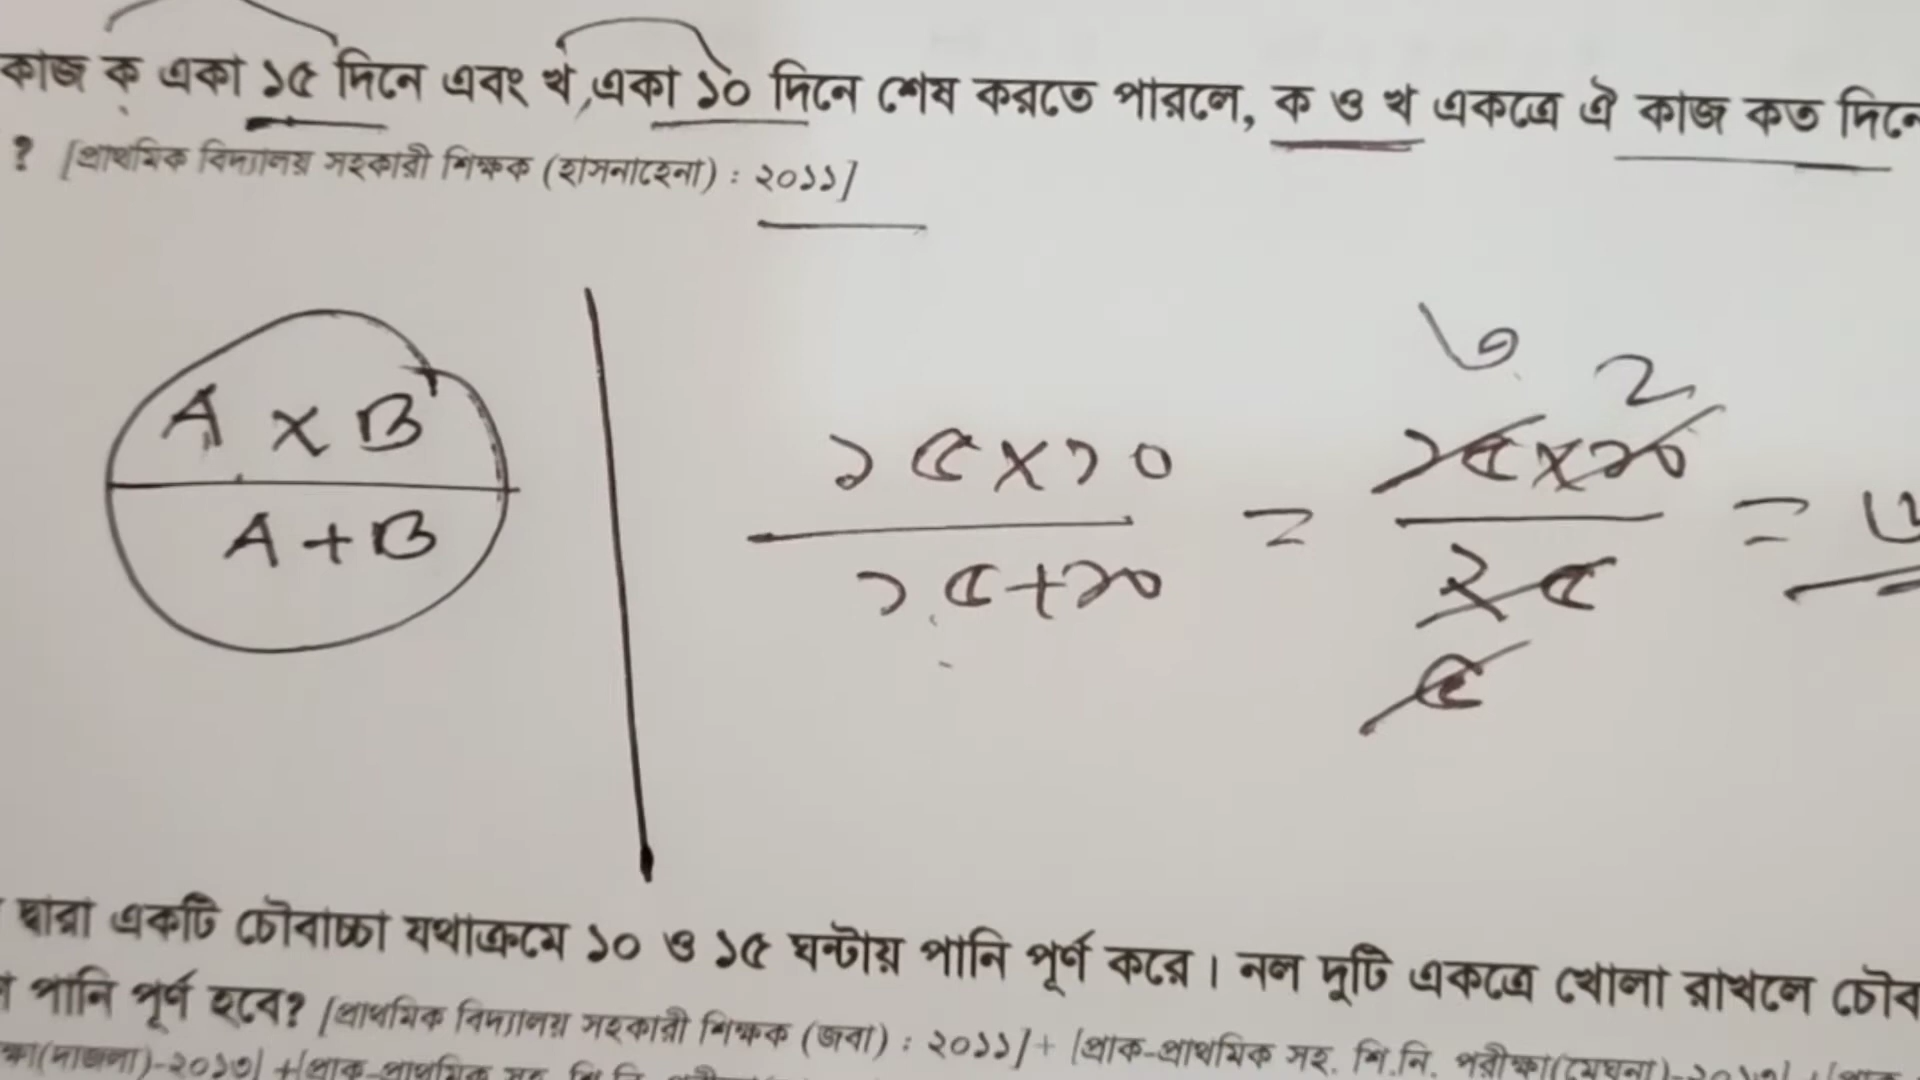 কাজ ক একা ১৫ দিনে এবং খ একা ১০ দিনে শেষ করতে পারলে, ক ও খ একত্রে ঐ কাজ কত দিনে
? [প্রাথমিক বিদ্যালয় সহকারী শিক্ষক (হাসনাহেনা) : ২০১১]
A × B
A + B
১৫×১০
১৫+১০
=
৩ ২
১৫×১০
২৫
৫
=
দ্বারা একটি চৌবাচ্চা যথাক্রমে ১০ ও ১৫ ঘন্টায় পানি পূর্ণ করে। নল দুটি একত্রে খোলা রাখলে চৌব
পানি পূর্ণ হবে? [প্রাথমিক বিদ্যালয় সহকারী শিক্ষক (জবা) : ২০১১]+ [প্রাক-প্রাথমিক সহ. শি.নি. পরীক্ষা(মেঘনা)